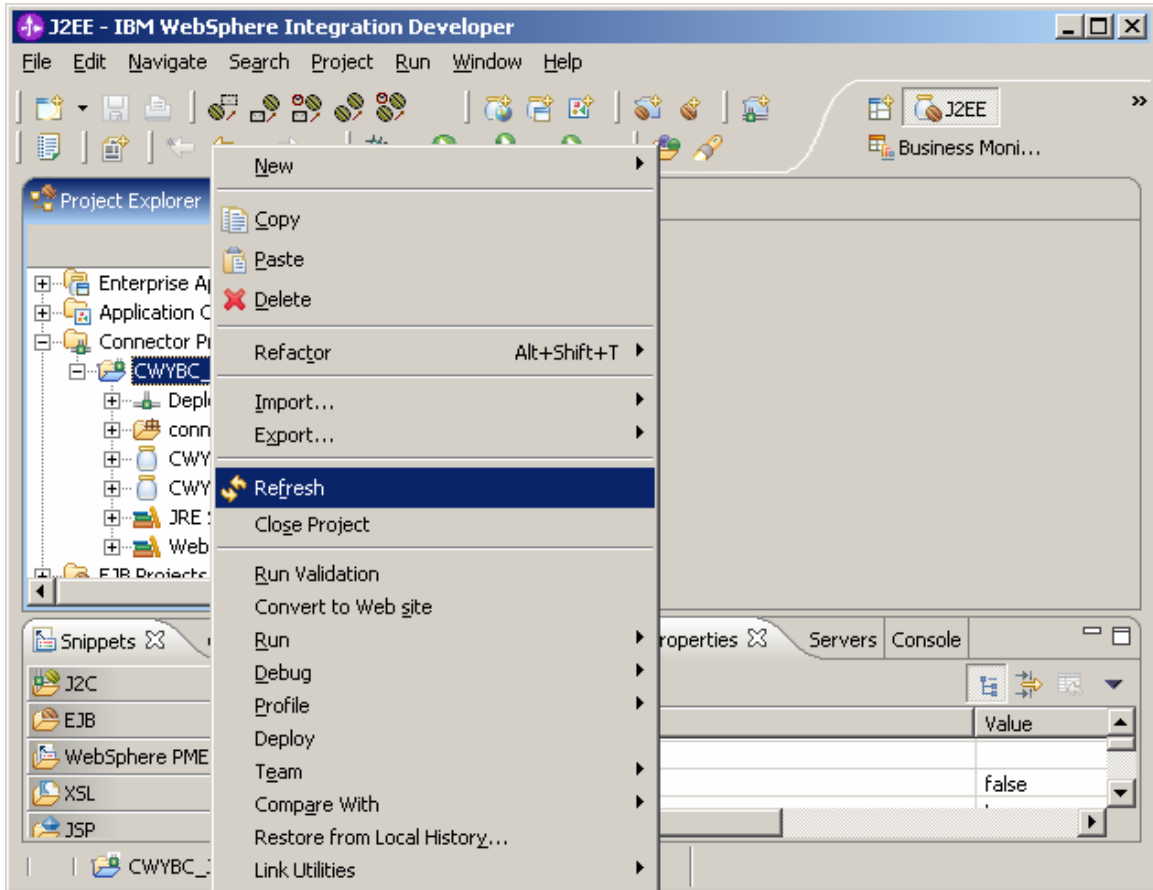 J2EE - IBM WebSphere Integration Developer
File Edit Navigate Search Project Run Window Help
J2EE
Business Moni...
Project Explorer
Enterprise A
Application C
Connector P
CWYBC_
Depl
conn
CWY
CWY
JRE
Web
EJB Projects
New
Copy
Paste
Delete
Refactor Alt+Shift+T
Import...
Export...
Refresh
Close Project
Run Validation
Convert to Web site
Run
Debug
Profile
Deploy
Team
Compare With
Restore from Local History...
Link Utilities
Snippets
J2C
EJB
WebSphere PME
XSL
JSP
roperties Servers Console
Value
false
CWYBC_